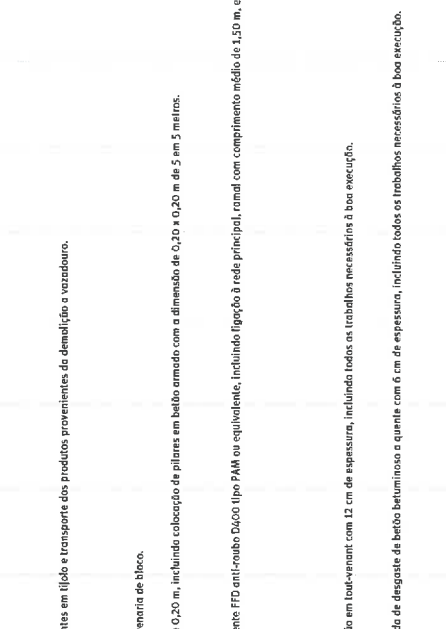 ntes em tijolo e transporte dos produtos provenientes da demolição a vazadouro.
enaria de bloco.
0,20 m, incluindo colocação de pilares em betão armado com a dimensão de 0,20 x 0,20 m de 5 em 5 metros.
ente FFD anti-roubo D400 tipo PAM ou equivalente, incluindo ligação à rede principal, ramal com comprimento médio de 1,50 m, e
io em tout-venant com 12 cm de espessura, incluindo todos os trabalhos necessários à boa execução.
da de desgaste de betão betuminoso a quente com 6 cm de espessura, incluindo todos os trabalhos necessários à boa execução.